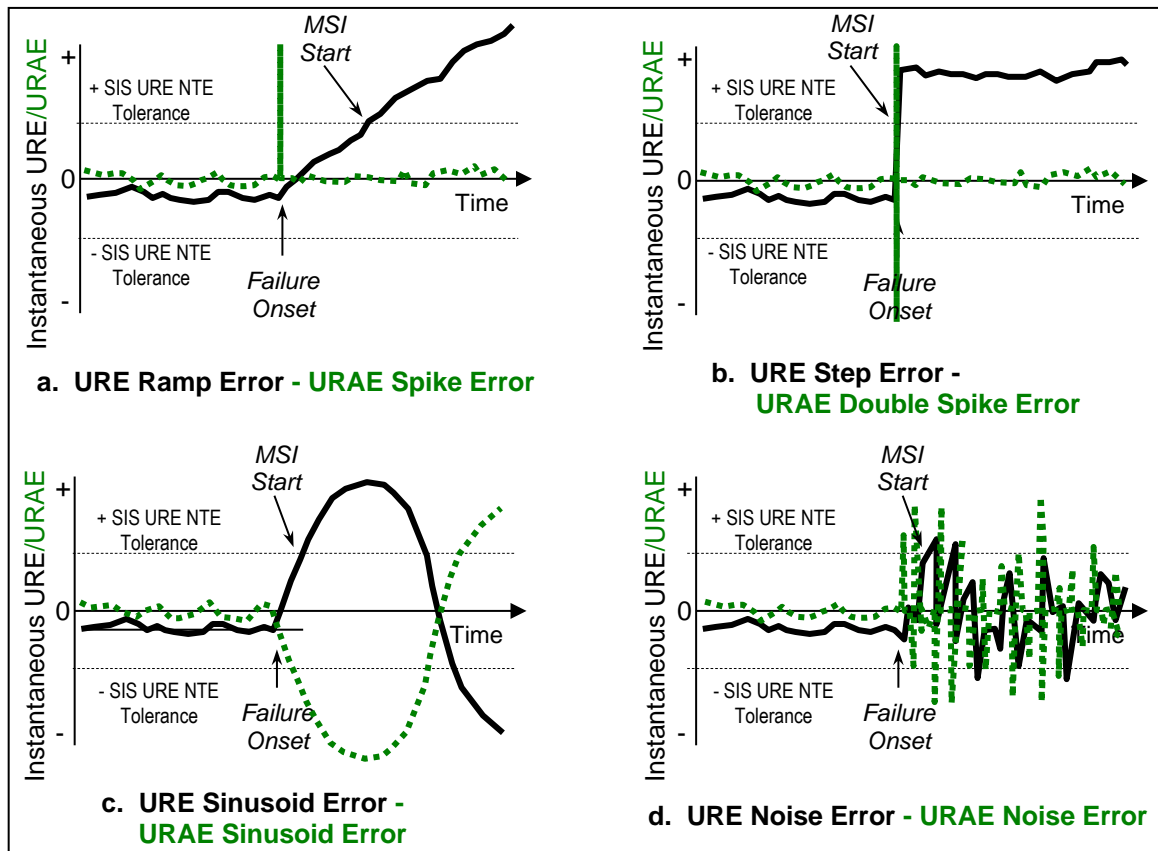 MSI
Start
+
+ SIS URE NTE
Tolerance
0
Time
- SIS URE NTE
Tolerance
-
Failure
Onset
Instantaneous URE/URAE
a. URE Ramp Error - URAE Spike Error
MSI
Start
+
+ SIS URE NTE
Tolerance
0
Time
- SIS URE NTE
Tolerance
-
Failure
Onset
Instantaneous URE/URAE
b. URE Step Error -
URAE Double Spike Error
MSI
Start
+
+ SIS URE NTE
Tolerance
0
Time
- SIS URE NTE
Tolerance
-
Failure
Onset
Instantaneous URE/URAE
c. URE Sinusoid Error -
URAE Sinusoid Error
MSI
Start
+
+ SIS URE NTE
Tolerance
0
Time
- SIS URE NTE
Tolerance
-
Failure
Onset
Instantaneous URE/URAE
d. URE Noise Error - URAE Noise Error